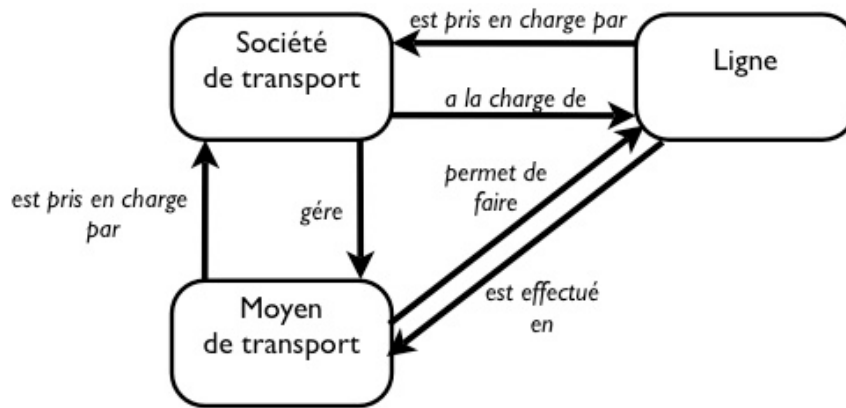 est pris en charge par
Société
de transport
Ligne
a la charge de
permet de
faire
est pris en charge
par
gére
est effectué
en
Moyen
de transport